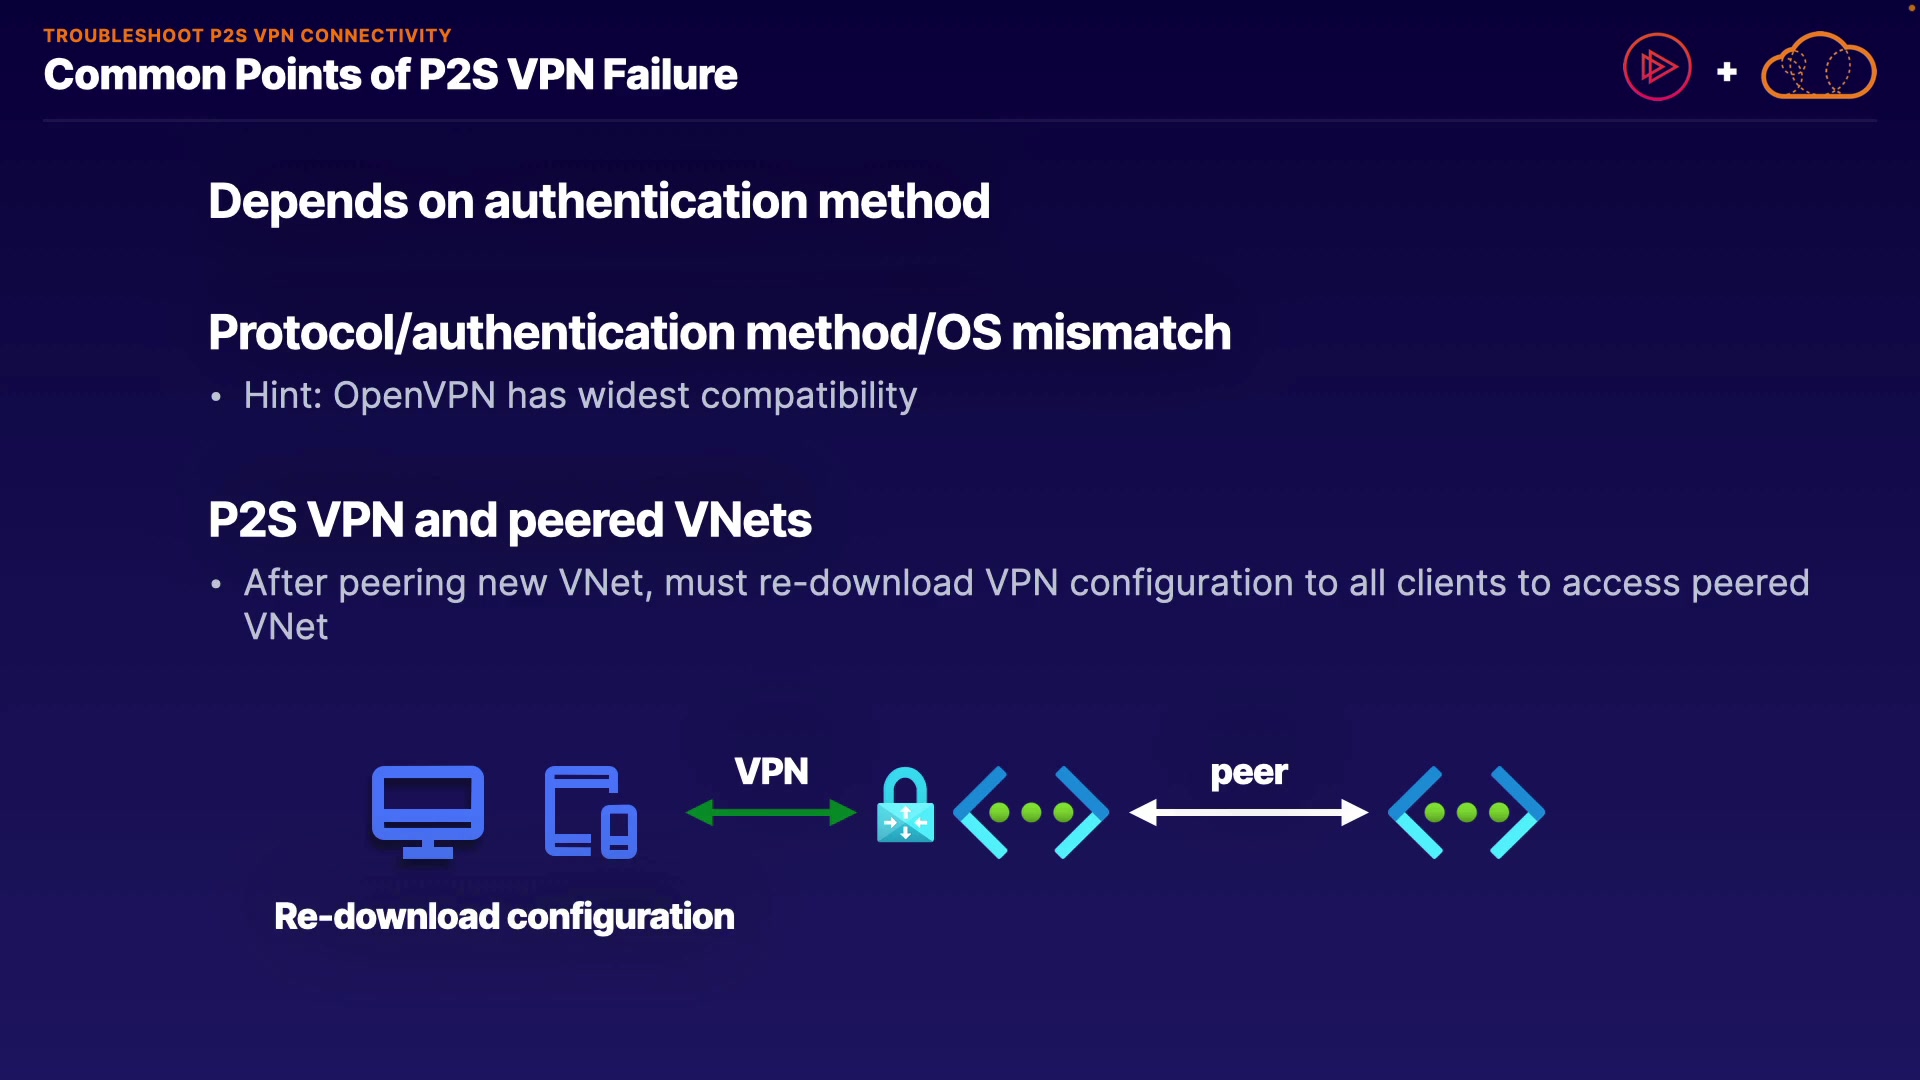 TROUBLESHOOT P2S VPN CONNECTIVITY
Common Points of P2S VPN Failure
Depends on authentication method
Protocol/authentication method/OS mismatch
• Hint: OpenVPN has widest compatibility
P2S VPN and peered VNets
• After peering new VNet, must re-download VPN configuration to all clients to access peered
VNet
VPN
peer
Re-download configuration